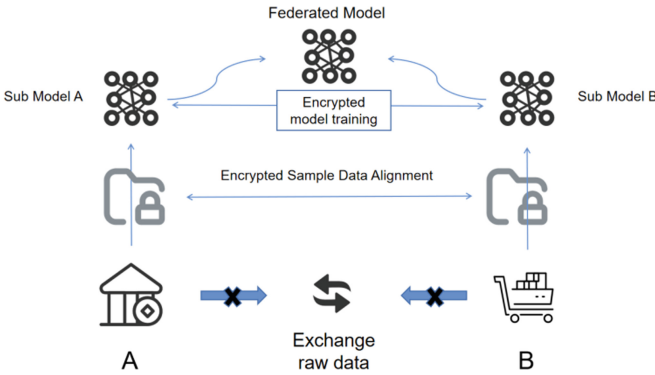 Federated Model
Sub Model A
Sub Model B
Encrypted
model training
Encrypted Sample Data Alignment
Exchange
raw data
A
B